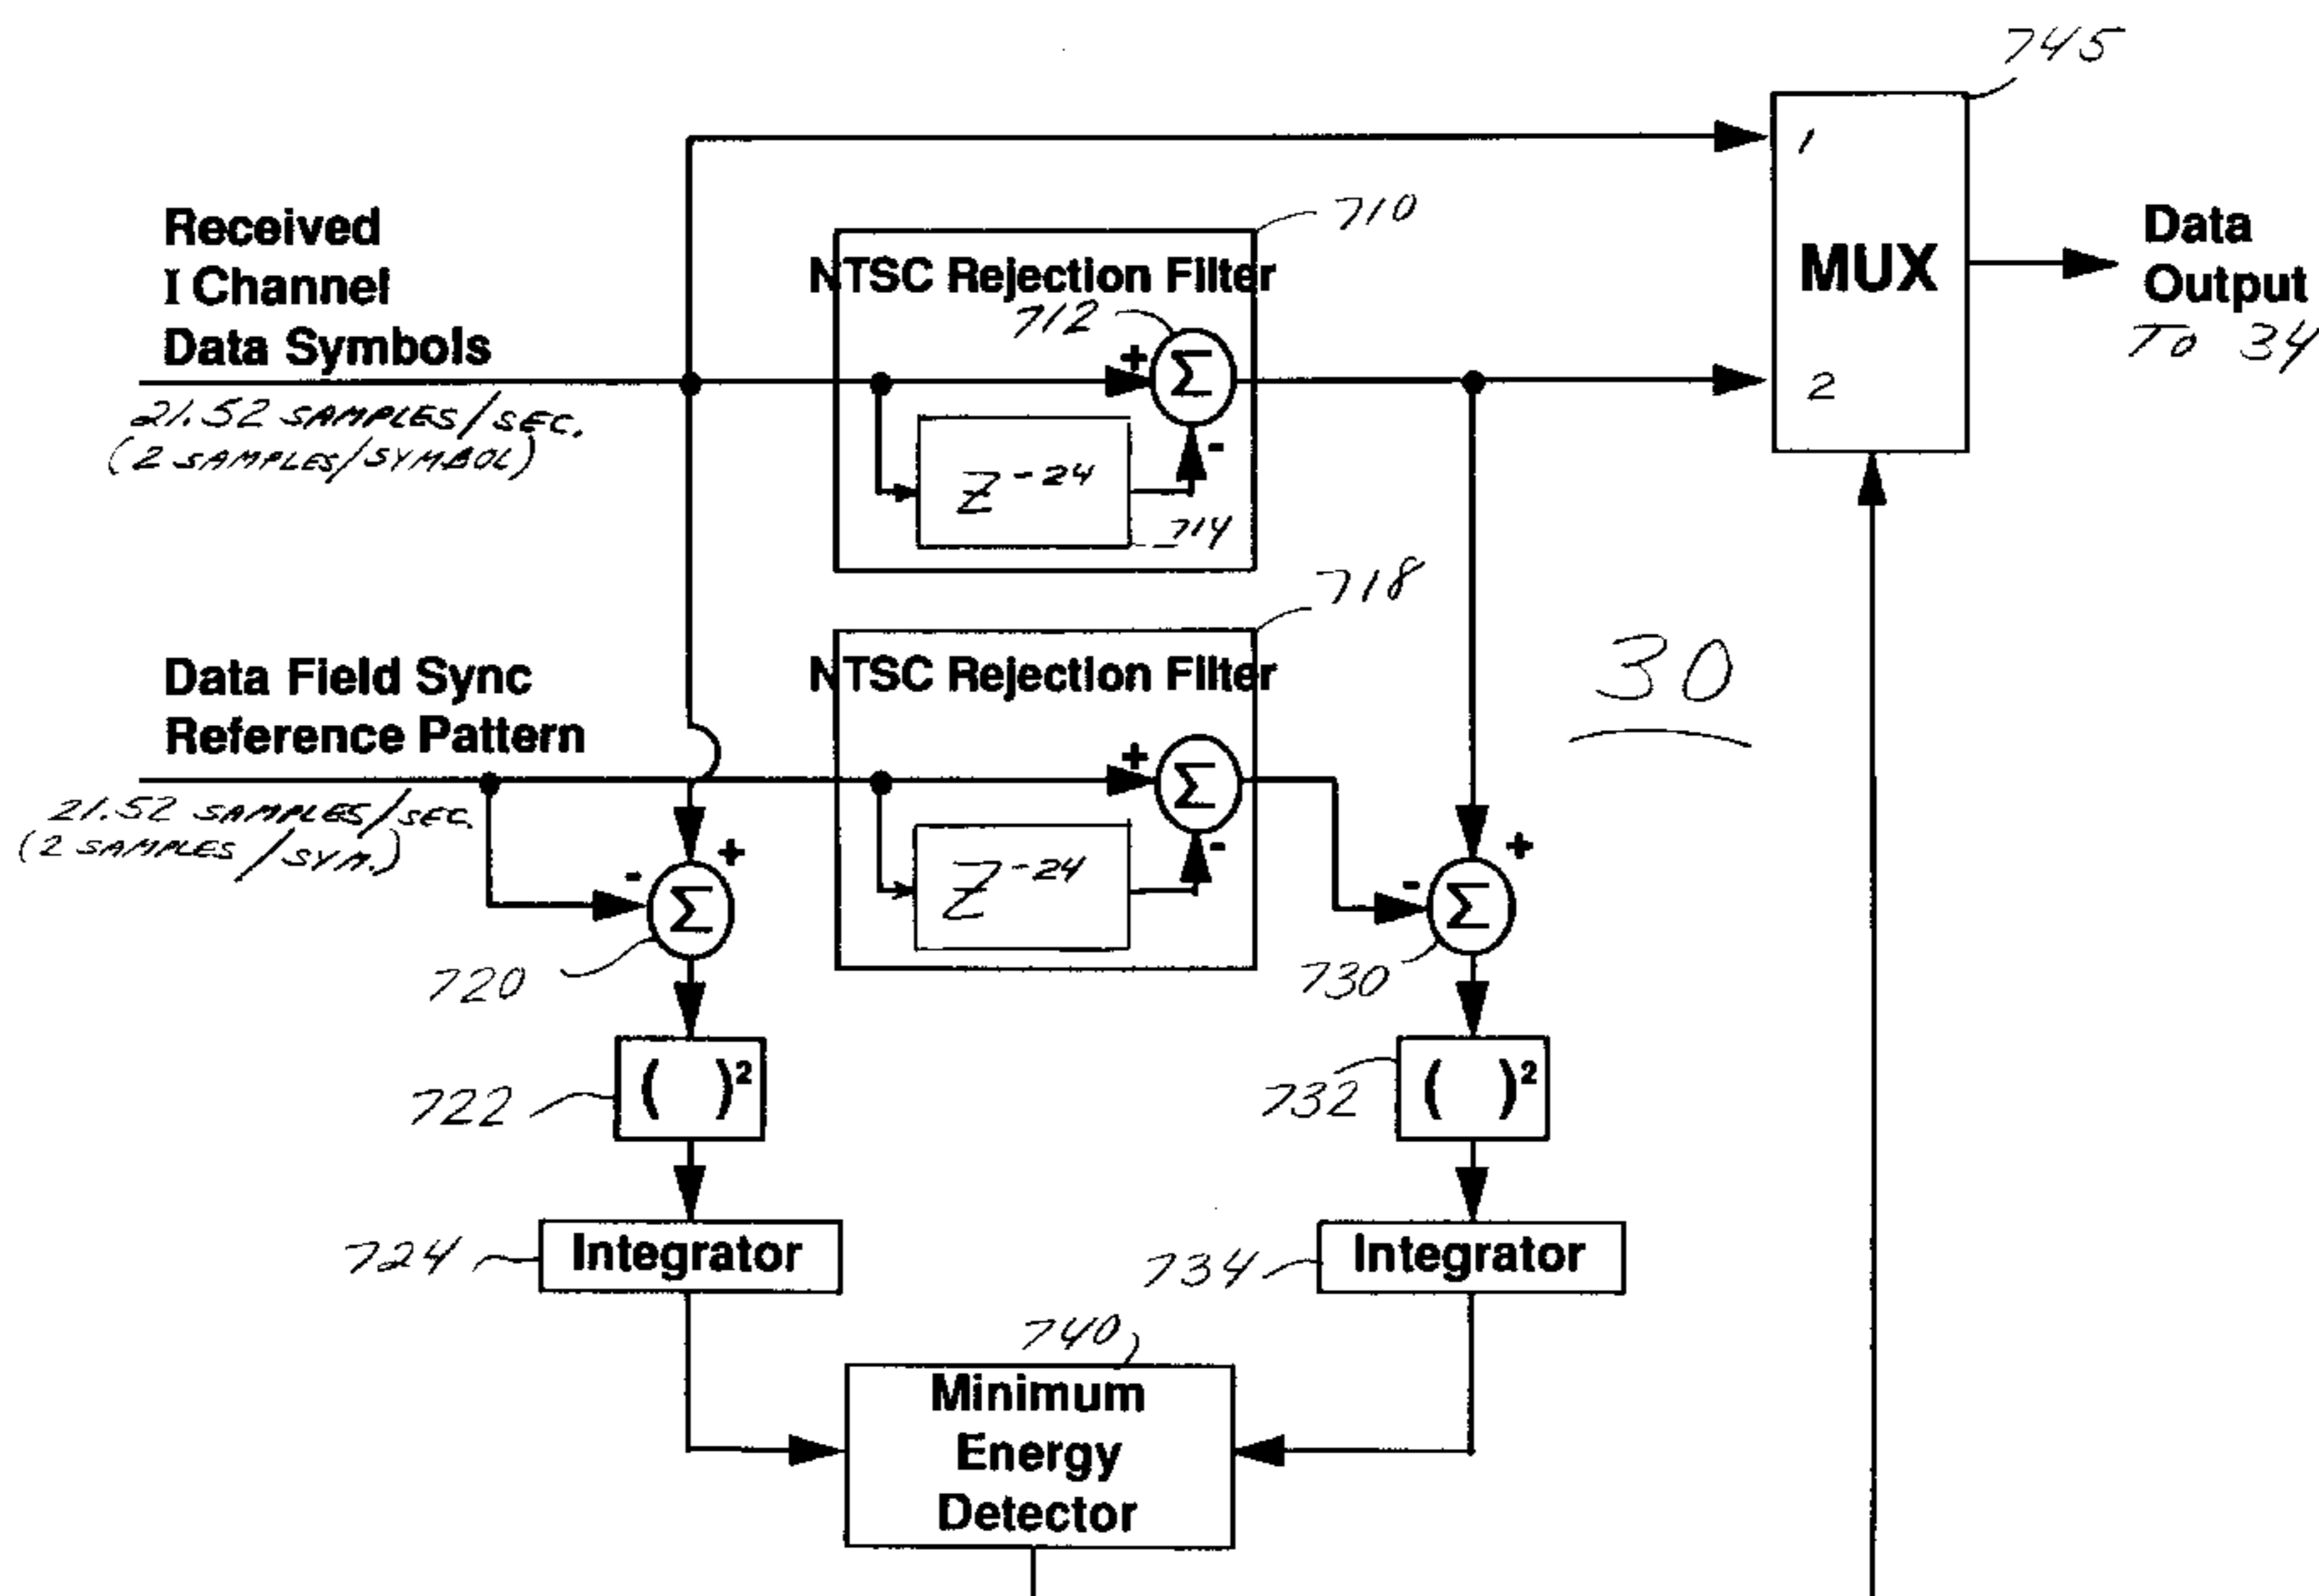 745
1
Received
I Channel
Data Symbols
21.52 SAMPLES/SEC.
(2 SAMPLES/SYMBOL)
710
NTSC Rejection Filter
712
+
Σ
-
Z⁻²⁴
714
MUX
2
Data
Output
TO 34
718
Data Field Sync
Reference Pattern
21.52 SAMPLES/SEC.
(2 SAMPLES/SYM.)
NTSC Rejection Filter
+
Σ
-
Z⁻²⁴
30
- +
Σ
720
- +
Σ
730
722
( )²
732
( )²
724
Integrator
734
Integrator
740
Minimum
Energy
Detector